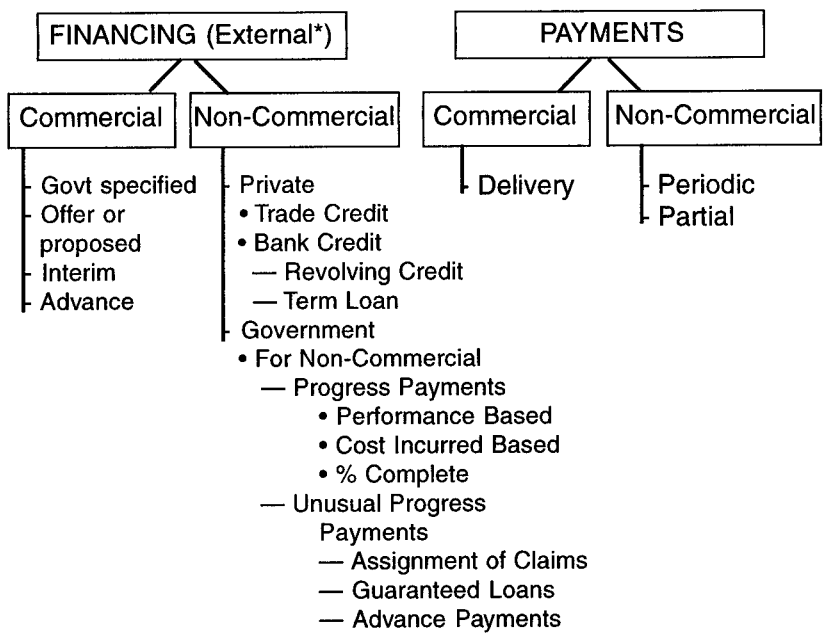 FINANCING (External*)
PAYMENTS
Commercial
Non-Commercial
Commercial
Non-Commercial
Govt specified
Offer or
proposed
Interim
Advance
Private
• Trade Credit
• Bank Credit
— Revolving Credit
— Term Loan
Government
• For Non-Commercial
— Progress Payments
• Performance Based
• Cost Incurred Based
• % Complete
— Unusual Progress
Payments
— Assignment of Claims
— Guaranteed Loans
— Advance Payments
Delivery
Periodic
Partial